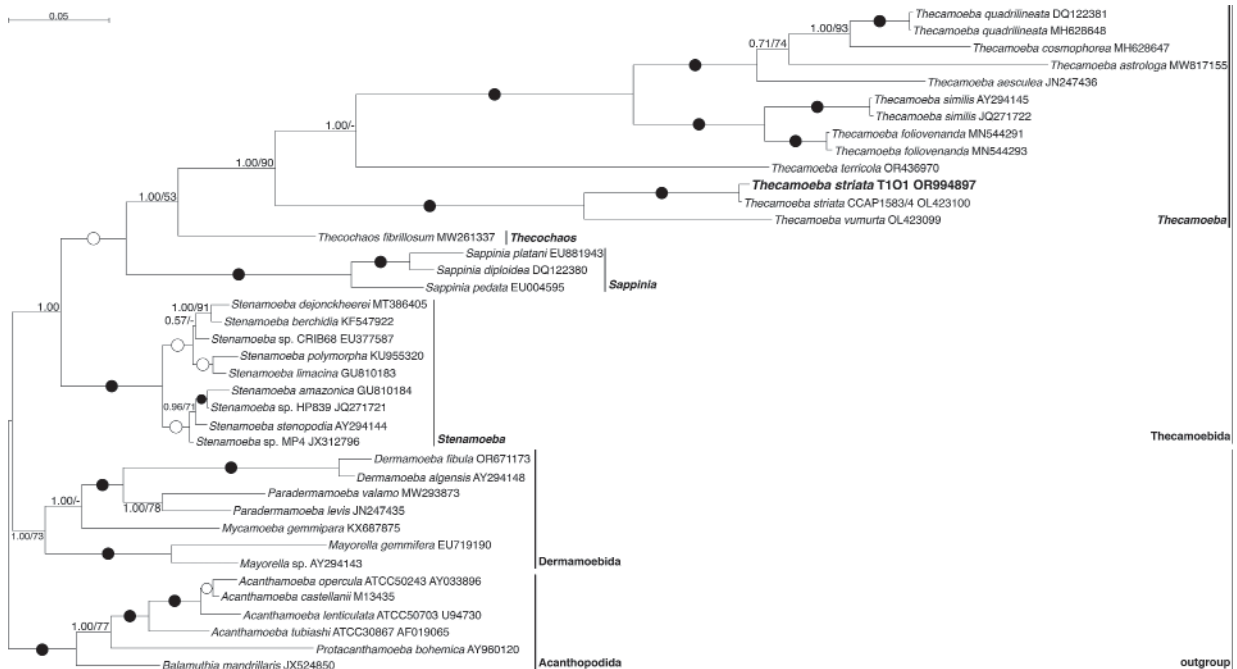 0.05
Thecamoeba quadrilineata DQ122381
1.00/93
Thecamoeba quadrilineata MH628648
0.71/74
Thecamoeba cosmophorea MH628647
Thecamoeba astrologa MW817155
Thecamoeba aesculea JN247436
Thecamoeba similis AY294145
Thecamoeba similis JQ271722
1.00/-
Thecamoeba foliovenanda MN544291
Thecamoeba foliovenanda MN544293
1.00/90
Thecamoeba terricola OR436970
Thecamoeba striata T1O1 OR994897
1.00/53
Thecamoeba striata CCAP1583/4 OL423100
Thecamoeba vumurta OL423099
Thecamoeba
Thecochaos fibrillosum MW261337
Thecochaos
Sappinia platani EU881943
Sappinia diploidea DQ122380
Sappinia pedata EU004595
Sappinia
1.00
Stenamoeba dejonckheerei MT386405
1.00/91
Stenamoeba berchidia KF547922
0.57/-
Stenamoeba sp. CRIB68 EU377587
Stenamoeba polymorpha KU955320
Stenamoeba limacina GU810183
Stenamoeba amazonica GU810184
Stenamoeba sp. HP839 JQ271721
0.96/71
Stenamoeba stenopodia AY294144
Stenamoeba sp. MP4 JX312796
Stenamoeba
Thecamoebida
Dermamoeba fibula OR671173
Dermamoeba algensis AY294148
Paradermamoeba valamo MW293873
1.00/-
1.00/78
Paradermamoeba levis JN247435
Mycamoeba gemmipara KX687875
1.00/73
Mayorella gemmifera EU719190
Mayorella sp. AY294143
Dermamoebida
Acanthamoeba opercula ATCC50243 AY033896
Acanthamoeba castellanii M13435
Acanthamoeba lenticulata ATCC50703 U94730
Acanthamoeba tubiashi ATCC30867 AF019065
1.00/77
Protacanthamoeba bohemica AY960120
Balamuthia mandrillaris JX524850
Acanthopodida
outgroup